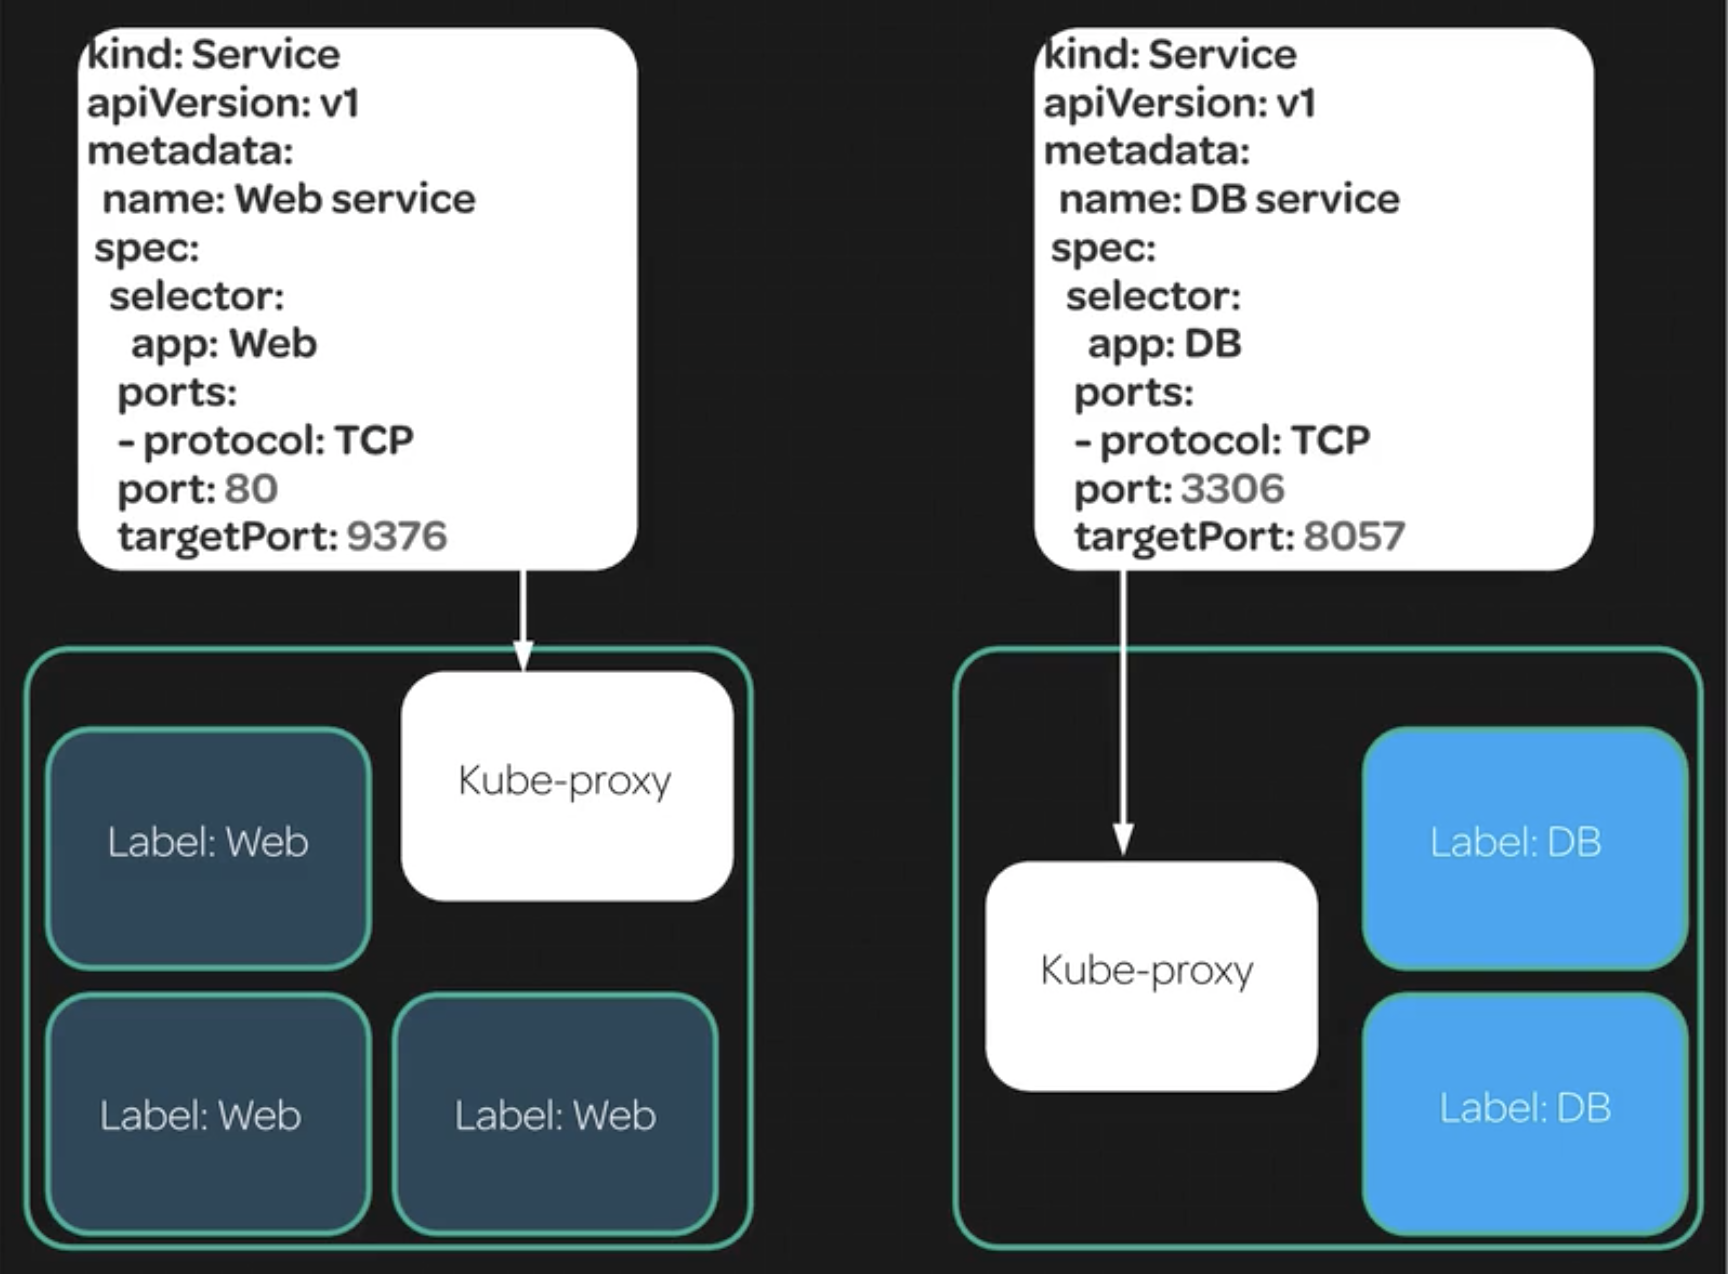 kind: Service
apiVersion: v1
metadata:
name: Web service
spec:
selector:
app: Web
ports:
- protocol: TCP
port: 80
targetPort: 9376
kind: Service
apiVersion: v1
metadata:
name: DB service
spec:
selector:
app: DB
ports:
- protocol: TCP
port: 3306
targetPort: 8057
Kube-proxy
Label: Web
Label: Web
Label: Web
Label: DB
Kube-proxy
Label: DB